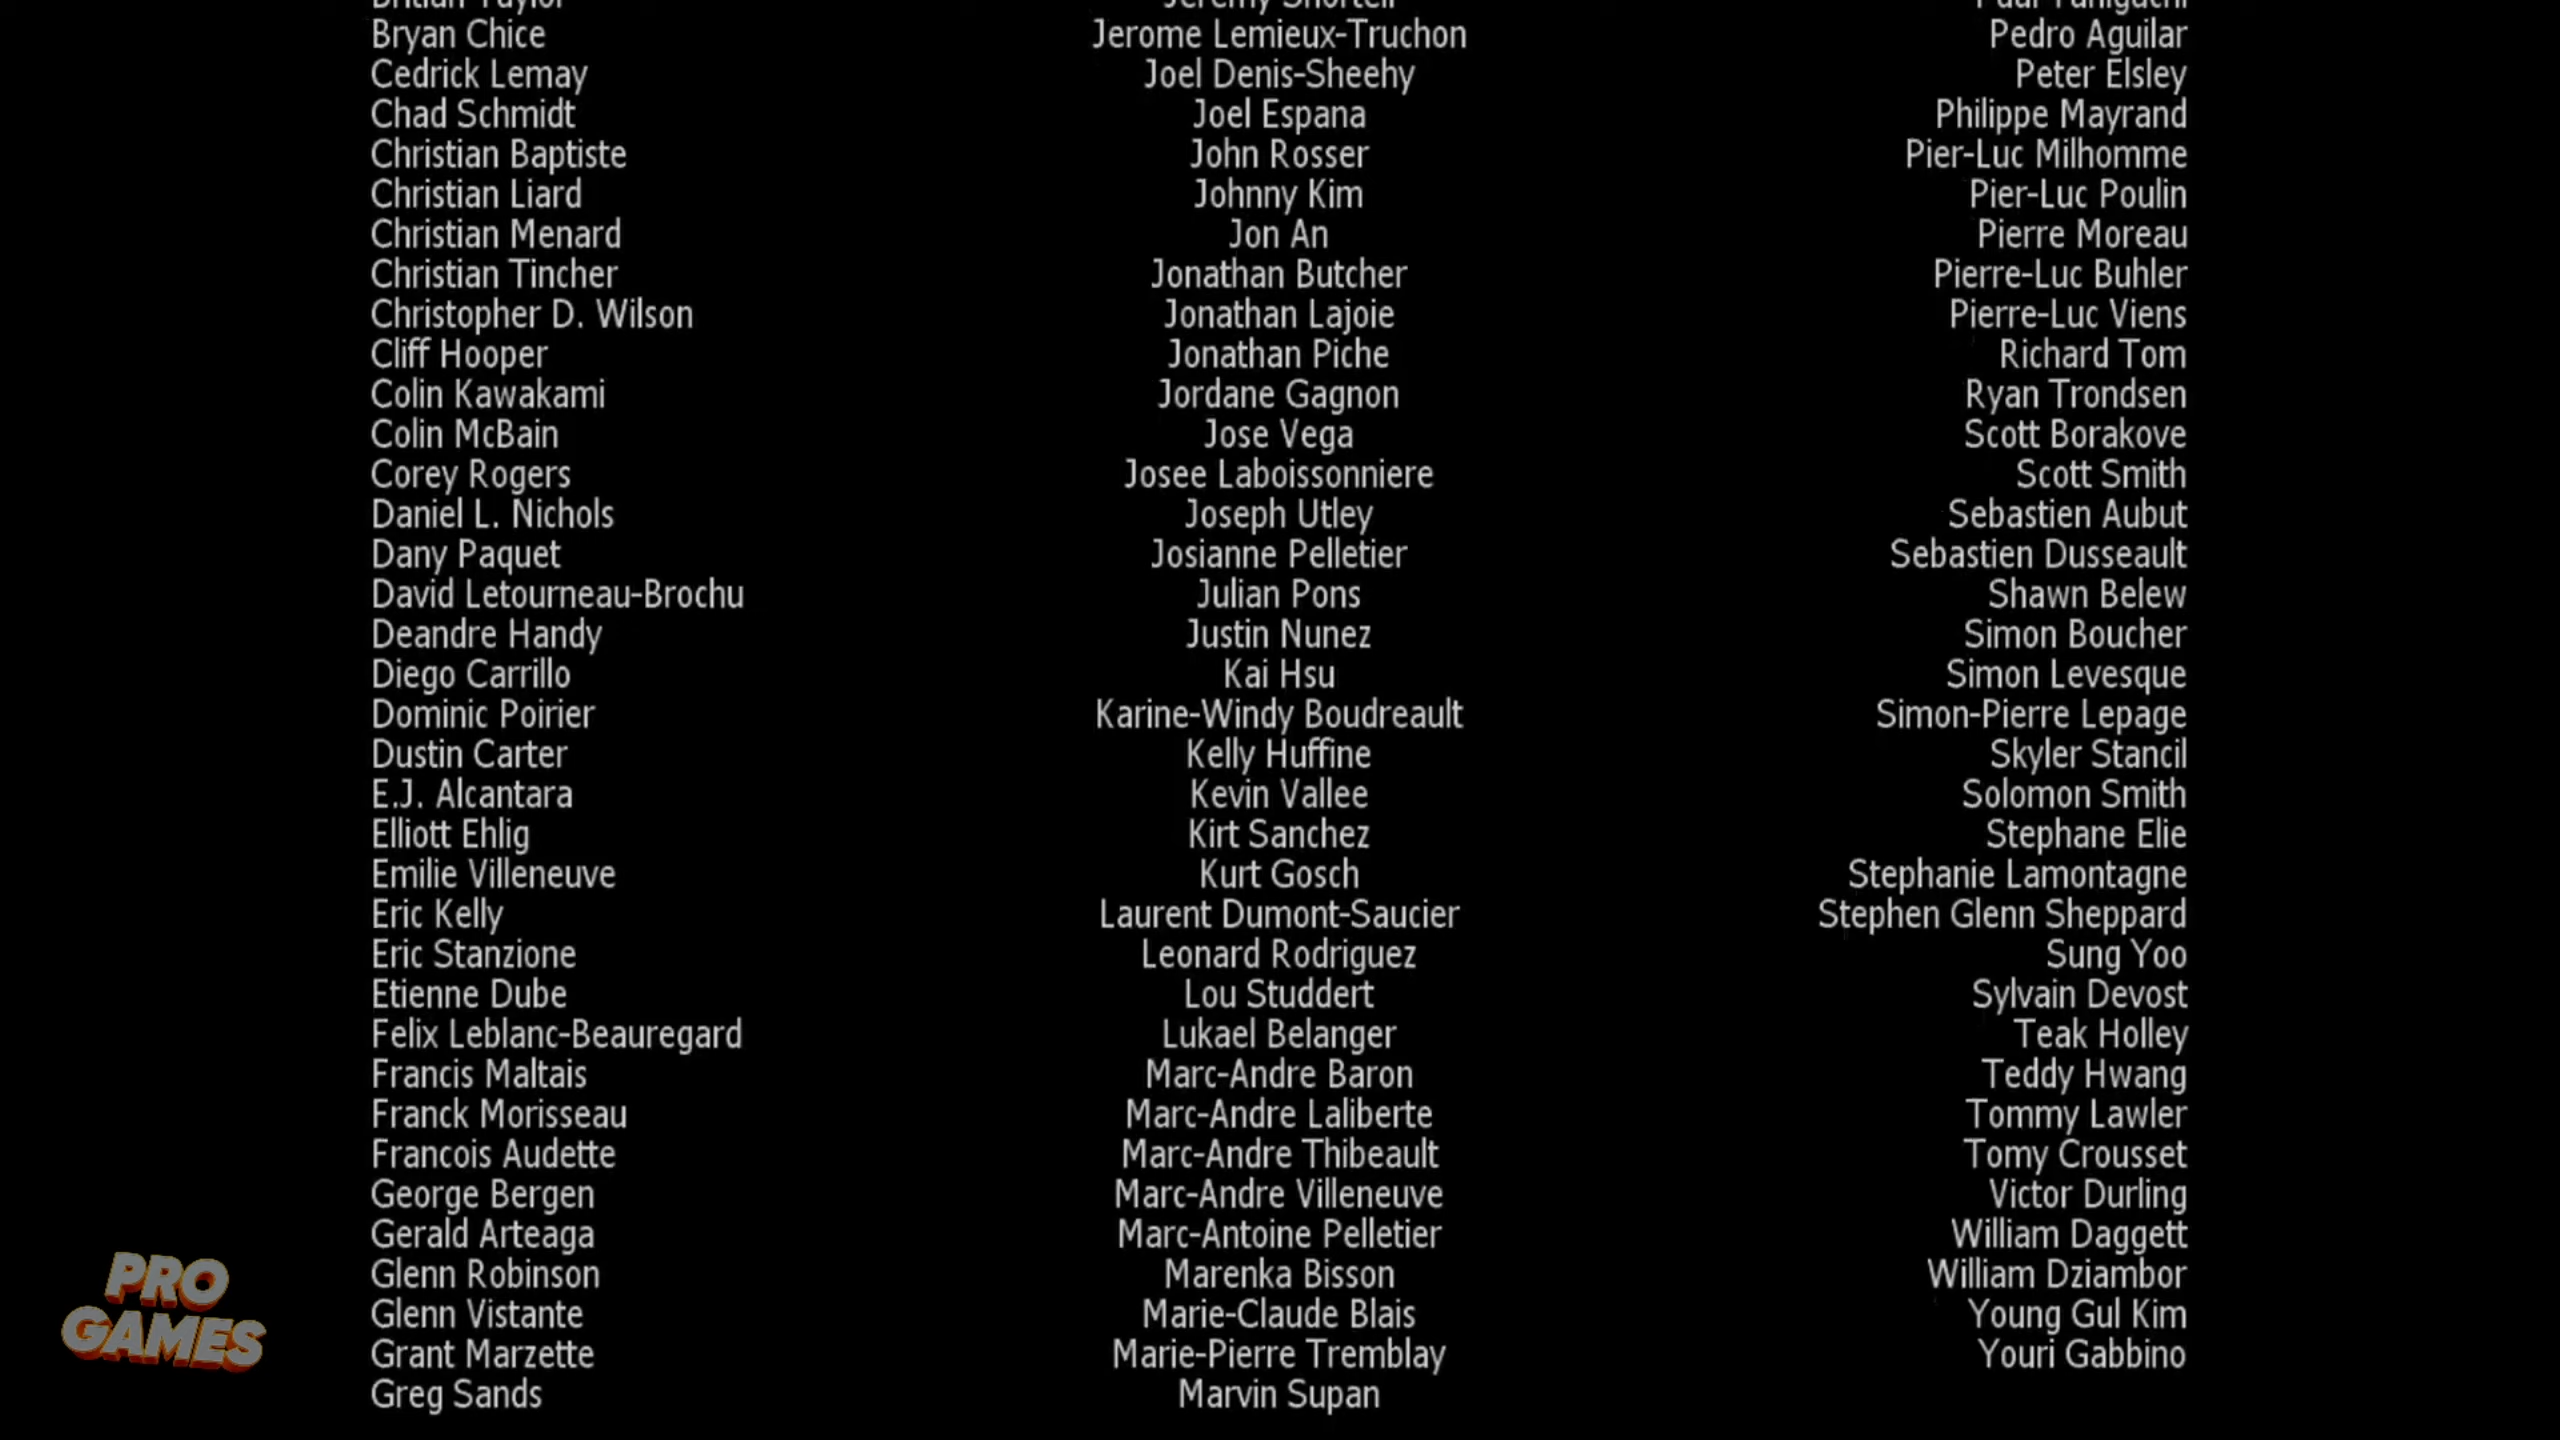 Bryan Chice
Cedrick Lemay
Chad Schmidt
Christian Baptiste
Christian Liard
Christian Menard
Christian Tincher
Christopher D. Wilson
Cliff Hooper
Colin Kawakami
Colin McBain
Corey Rogers
Daniel L. Nichols
Dany Paquet
David Letourneau-Brochu
Deandre Handy
Diego Carrillo
Dominic Poirier
Dustin Carter
E.J. Alcantara
Elliott Ehlig
Emilie Villeneuve
Eric Kelly
Eric Stanzione
Etienne Dube
Felix Leblanc-Beauregard
Francis Maltais
Franck Morisseau
Francois Audette
George Bergen
Gerald Arteaga
Glenn Robinson
Glenn Vistante
Grant Marzette
Greg Sands
Jerome Lemieux-Truchon
Joel Denis-Sheehy
Joel Espana
John Rosser
Johnny Kim
Jon An
Jonathan Butcher
Jonathan Lajoie
Jonathan Piche
Jordane Gagnon
Jose Vega
Josee Laboissonniere
Joseph Utley
Josianne Pelletier
Julian Pons
Justin Nunez
Kai Hsu
Karine-Windy Boudreault
Kelly Huffine
Kevin Vallee
Kirt Sanchez
Kurt Gosch
Laurent Dumont-Saucier
Leonard Rodriguez
Lou Studdert
Lukael Belanger
Marc-Andre Baron
Marc-Andre Laliberte
Marc-Andre Thibeault
Marc-Andre Villeneuve
Marc-Antoine Pelletier
Marenka Bisson
Marie-Claude Blais
Marie-Pierre Tremblay
Marvin Supan
Pedro Aguilar
Peter Elsley
Philippe Mayrand
Pier-Luc Milhomme
Pier-Luc Poulin
Pierre Moreau
Pierre-Luc Buhler
Pierre-Luc Viens
Richard Tom
Ryan Trondsen
Scott Borakove
Scott Smith
Sebastien Aubut
Sebastien Dusseault
Shawn Belew
Simon Boucher
Simon Levesque
Simon-Pierre Lepage
Skyler Stancil
Solomon Smith
Stephane Elie
Stephanie Lamontagne
Stephen Glenn Sheppard
Sung Yoo
Sylvain Devost
Teak Holley
Teddy Hwang
Tommy Lawler
Tomy Crousset
Victor Durling
William Daggett
William Dziambor
Young Gul Kim
Youri Gabbino
PRO
GAMES